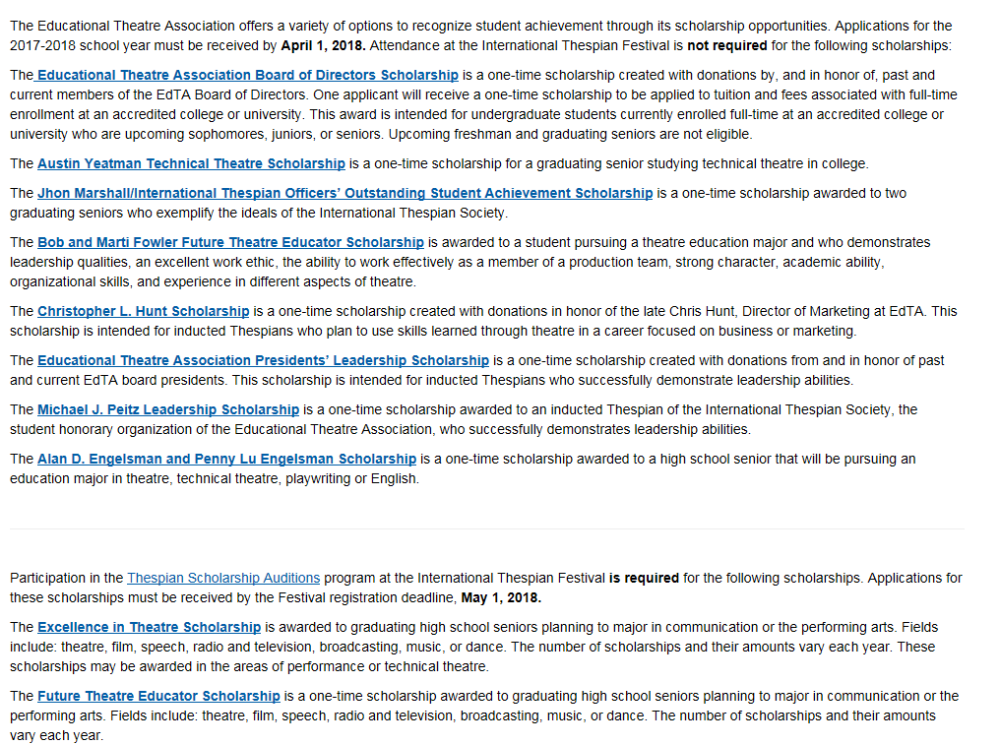 The Educational Theatre Association offers a variety of options to recognize student achievement through its scholarship opportunities. Applications for the
2017-2018 school year must be received by April 1, 2018. Attendance at the International Thespian Festival is not required for the following scholarships:
The Educational Theatre Association Board of Directors Scholarship is a one-time scholarship created with donations by, and in honor of, past and
current members of the EdTA Board of Directors. One applicant will receive a one-time scholarship to be applied to tuition and fees associated with full-time
enrollment at an accredited college or university. This award is intended for undergraduate students currently enrolled full-time at an accredited college or
university who are upcoming sophomores, juniors, or seniors. Upcoming freshman and graduating seniors are not eligible.
The Austin Yeatman Technical Theatre Scholarship is a one-time scholarship for a graduating senior studying technical theatre in college.
The Jhon Marshall/International Thespian Officers’ Outstanding Student Achievement Scholarship is a one-time scholarship awarded to two
graduating seniors who exemplify the ideals of the International Thespian Society.
The Bob and Marti Fowler Future Theatre Educator Scholarship is awarded to a student pursuing a theatre education major and who demonstrates
leadership qualities, an excellent work ethic, the ability to work effectively as a member of a production team, strong character, academic ability,
organizational skills, and experience in different aspects of theatre.
The Christopher L. Hunt Scholarship is a one-time scholarship created with donations in honor of the late Chris Hunt, Director of Marketing at EdTA. This
scholarship is intended for inducted Thespians who plan to use skills learned through theatre in a career focused on business or marketing.
The Educational Theatre Association Presidents’ Leadership Scholarship is a one-time scholarship created with donations from and in honor of past
and current EdTA board presidents. This scholarship is intended for inducted Thespians who successfully demonstrate leadership abilities.
The Michael J. Peitz Leadership Scholarship is a one-time scholarship awarded to an inducted Thespian of the International Thespian Society, the
student honorary organization of the Educational Theatre Association, who successfully demonstrates leadership abilities.
The Alan D. Engelsman and Penny Lu Engelsman Scholarship is a one-time scholarship awarded to a high school senior that will be pursuing an
education major in theatre, technical theatre, playwriting or English.
Participation in the Thespian Scholarship Auditions program at the International Thespian Festival is required for the following scholarships. Applications for
these scholarships must be received by the Festival registration deadline, May 1, 2018.
The Excellence in Theatre Scholarship is awarded to graduating high school seniors planning to major in communication or the performing arts. Fields
include: theatre, film, speech, radio and television, broadcasting, music, or dance. The number of scholarships and their amounts vary each year. These
scholarships may be awarded in the areas of performance or technical theatre.
The Future Theatre Educator Scholarship is a one-time scholarship awarded to graduating high school seniors planning to major in communication or the
performing arts. Fields include: theatre, film, speech, radio and television, broadcasting, music, or dance. The number of scholarships and their amounts
vary each year.